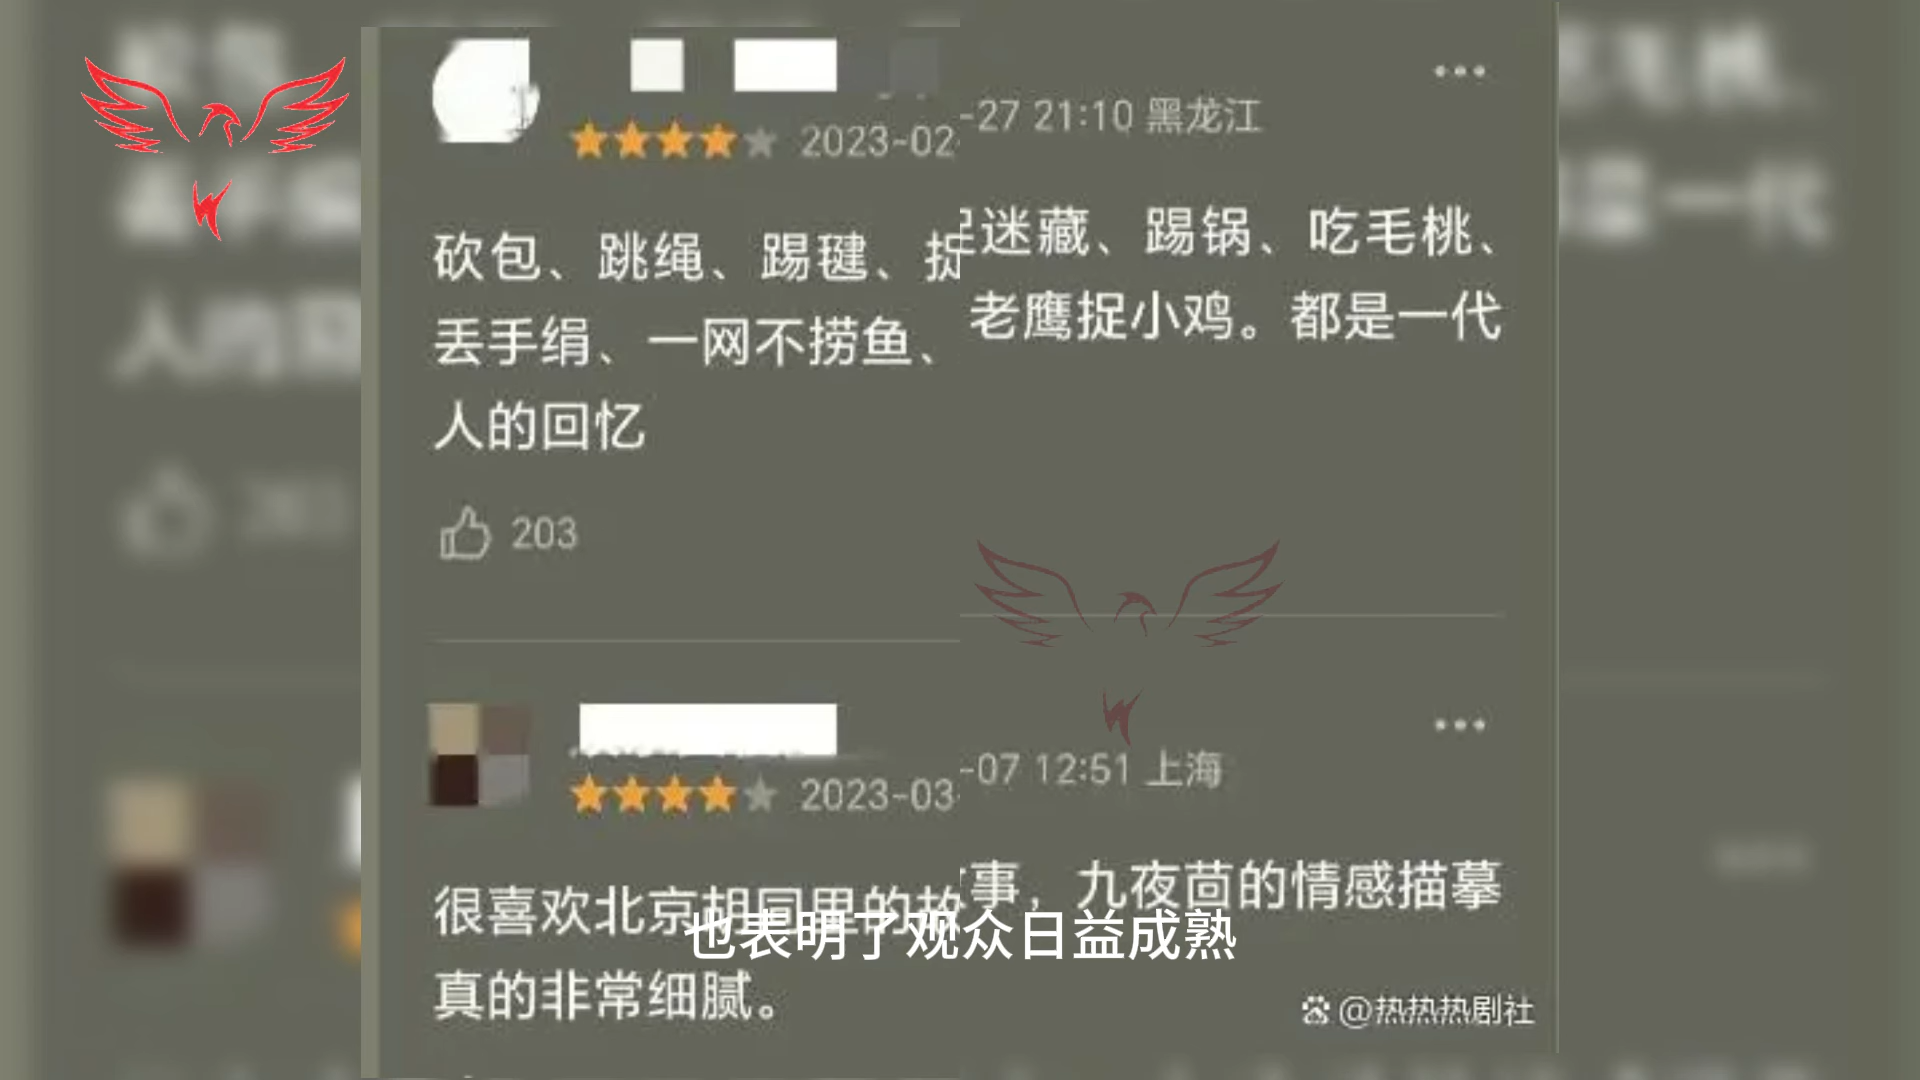 2023-02-27 21:10 黑龙江
砍包、跳绳、踢毽、捉迷藏、踢锅、吃毛桃、
丢手绢、一网不捞鱼、老鹰捉小鸡。都是一代
人的回忆
203
W
2023-03-07 12:51 上海
很喜欢北京胡同里的故事，九夜茴的情感描摹
也表明了观众日益成熟
真的非常细腻。
@热热热剧社